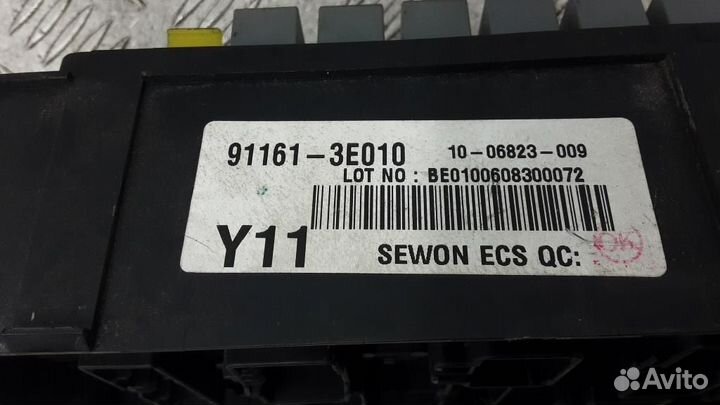 91161-3E010 10-06823-009
LOT NO : BE0100608300072
Y11 SEWON ECS QC: OK
Avito